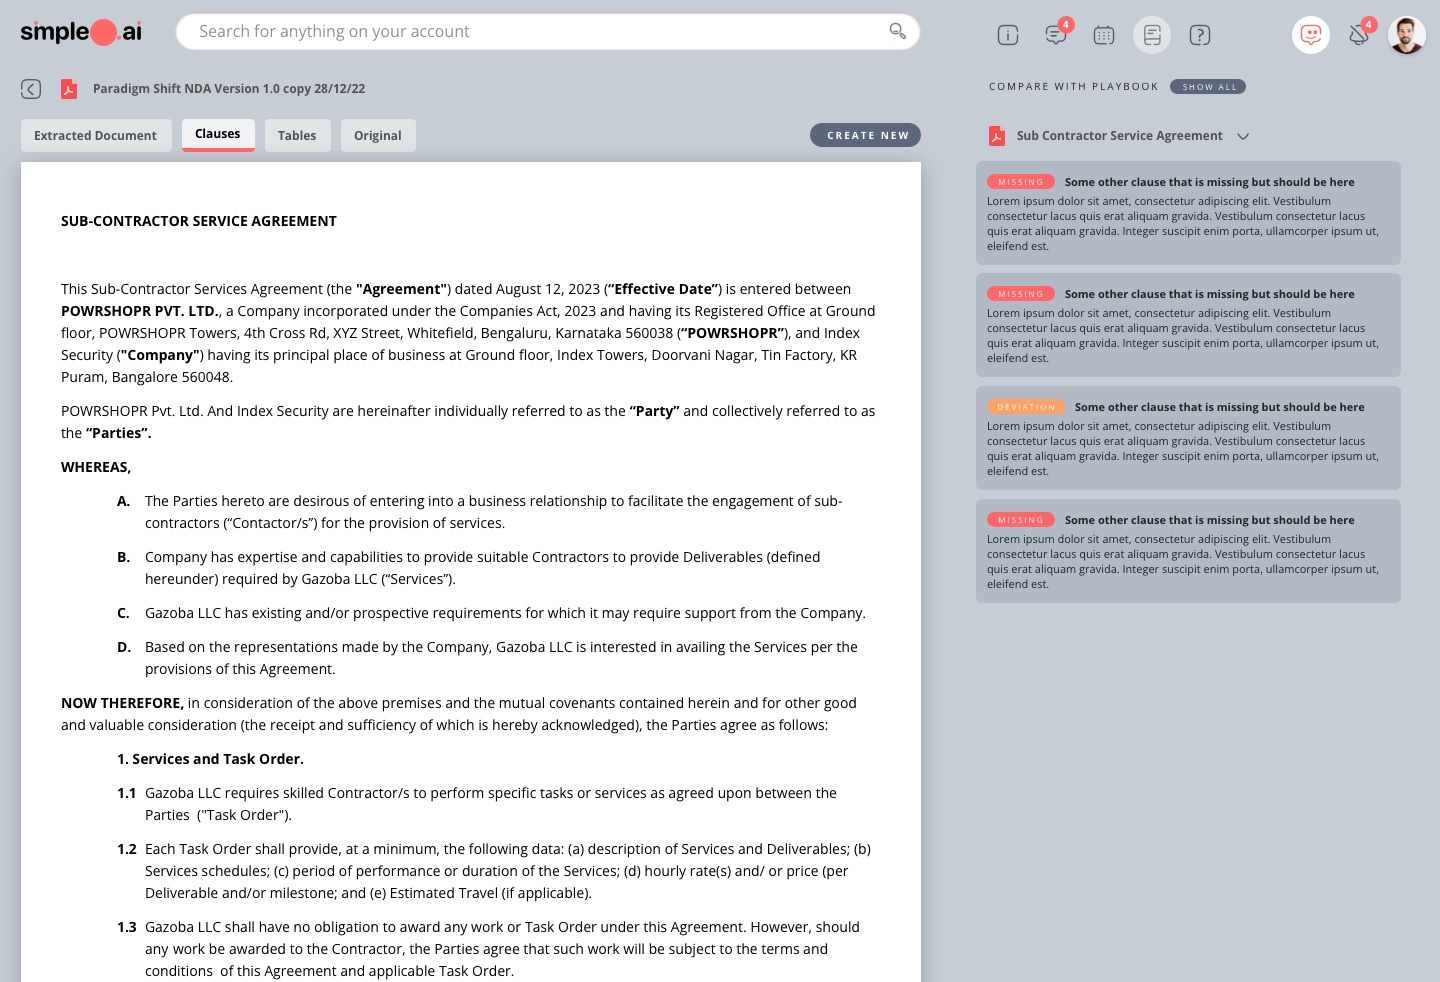 simple.ai
Search for anything on your account
4
4
Paradigm Shift NDA Version 1.0 copy 28/12/22
COMPARE WITH PLAYBOOK
SHOW ALL
Extracted Document
Clauses
Tables
Original
CREATE NEW
Sub Contractor Service Agreement
SUB-CONTRACTOR SERVICE AGREEMENT
This Sub-Contractor Services Agreement (the "Agreement") dated August 12, 2023 (“Effective Date”) is entered between
POWRSHOPR PVT. LTD., a Company incorporated under the Companies Act, 2023 and having its Registered Office at Ground
floor, POWRSHOPR Towers, 4th Cross Rd, XYZ Street, Whitefield, Bengaluru, Karnataka 560038 (“POWRSHOPR”), and Index
Security ("Company") having its principal place of business at Ground floor, Index Towers, Doorvani Nagar, Tin Factory, KR
Puram, Bangalore 560048.
POWRSHOPR Pvt. Ltd. And Index Security are hereinafter individually referred to as the “Party” and collectively referred to as
the “Parties”.
WHEREAS,
A. The Parties hereto are desirous of entering into a business relationship to facilitate the engagement of sub-
contractors (“Contactor/s”) for the provision of services.
B. Company has expertise and capabilities to provide suitable Contractors to provide Deliverables (defined
hereunder) required by Gazoba LLC (“Services”).
C. Gazoba LLC has existing and/or prospective requirements for which it may require support from the Company.
D. Based on the representations made by the Company, Gazoba LLC is interested in availing the Services per the
provisions of this Agreement.
NOW THEREFORE, in consideration of the above premises and the mutual covenants contained herein and for other good
and valuable consideration (the receipt and sufficiency of which is hereby acknowledged), the Parties agree as follows:
1. Services and Task Order.
1.1 Gazoba LLC requires skilled Contractor/s to perform specific tasks or services as agreed upon between the
Parties ("Task Order").
1.2 Each Task Order shall provide, at a minimum, the following data: (a) description of Services and Deliverables; (b)
Services schedules; (c) period of performance or duration of the Services; (d) hourly rate(s) and/ or price (per
Deliverable and/or milestone; and (e) Estimated Travel (if applicable).
1.3 Gazoba LLC shall have no obligation to award any work or Task Order under this Agreement. However, should
any work be awarded to the Contractor, the Parties agree that such work will be subject to the terms and
conditions of this Agreement and applicable Task Order.
MISSING Some other clause that is missing but should be here
Lorem ipsum dolor sit amet, consectetur adipiscing elit. Vestibulum
consectetur lacus quis erat aliquam gravida. Vestibulum consectetur lacus
quis erat aliquam gravida. Integer suscipit enim porta, ullamcorper ipsum ut,
eleifend est.
MISSING Some other clause that is missing but should be here
Lorem ipsum dolor sit amet, consectetur adipiscing elit. Vestibulum
consectetur lacus quis erat aliquam gravida. Vestibulum consectetur lacus
quis erat aliquam gravida. Integer suscipit enim porta, ullamcorper ipsum ut,
eleifend est.
DEVIATION Some other clause that is missing but should be here
Lorem ipsum dolor sit amet, consectetur adipiscing elit. Vestibulum
consectetur lacus quis erat aliquam gravida. Vestibulum consectetur lacus
quis erat aliquam gravida. Integer suscipit enim porta, ullamcorper ipsum ut,
eleifend est.
MISSING Some other clause that is missing but should be here
Lorem ipsum dolor sit amet, consectetur adipiscing elit. Vestibulum
consectetur lacus quis erat aliquam gravida. Vestibulum consectetur lacus
quis erat aliquam gravida. Integer suscipit enim porta, ullamcorper ipsum ut,
eleifend est.